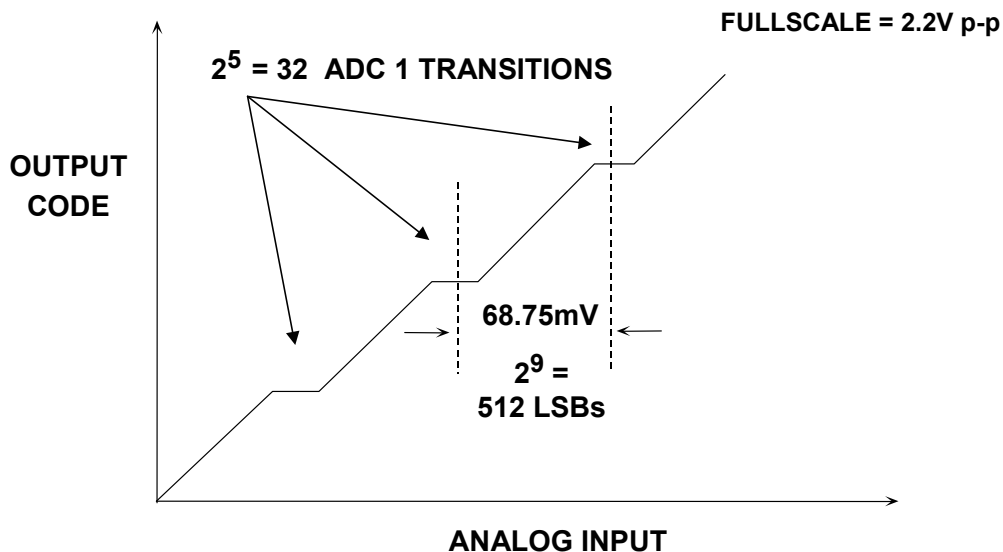 FULLSCALE = 2.2V p-p
2⁵ = 32 ADC 1 TRANSITIONS
OUTPUT
CODE
68.75mV
2⁹ =
512 LSBs
ANALOG INPUT